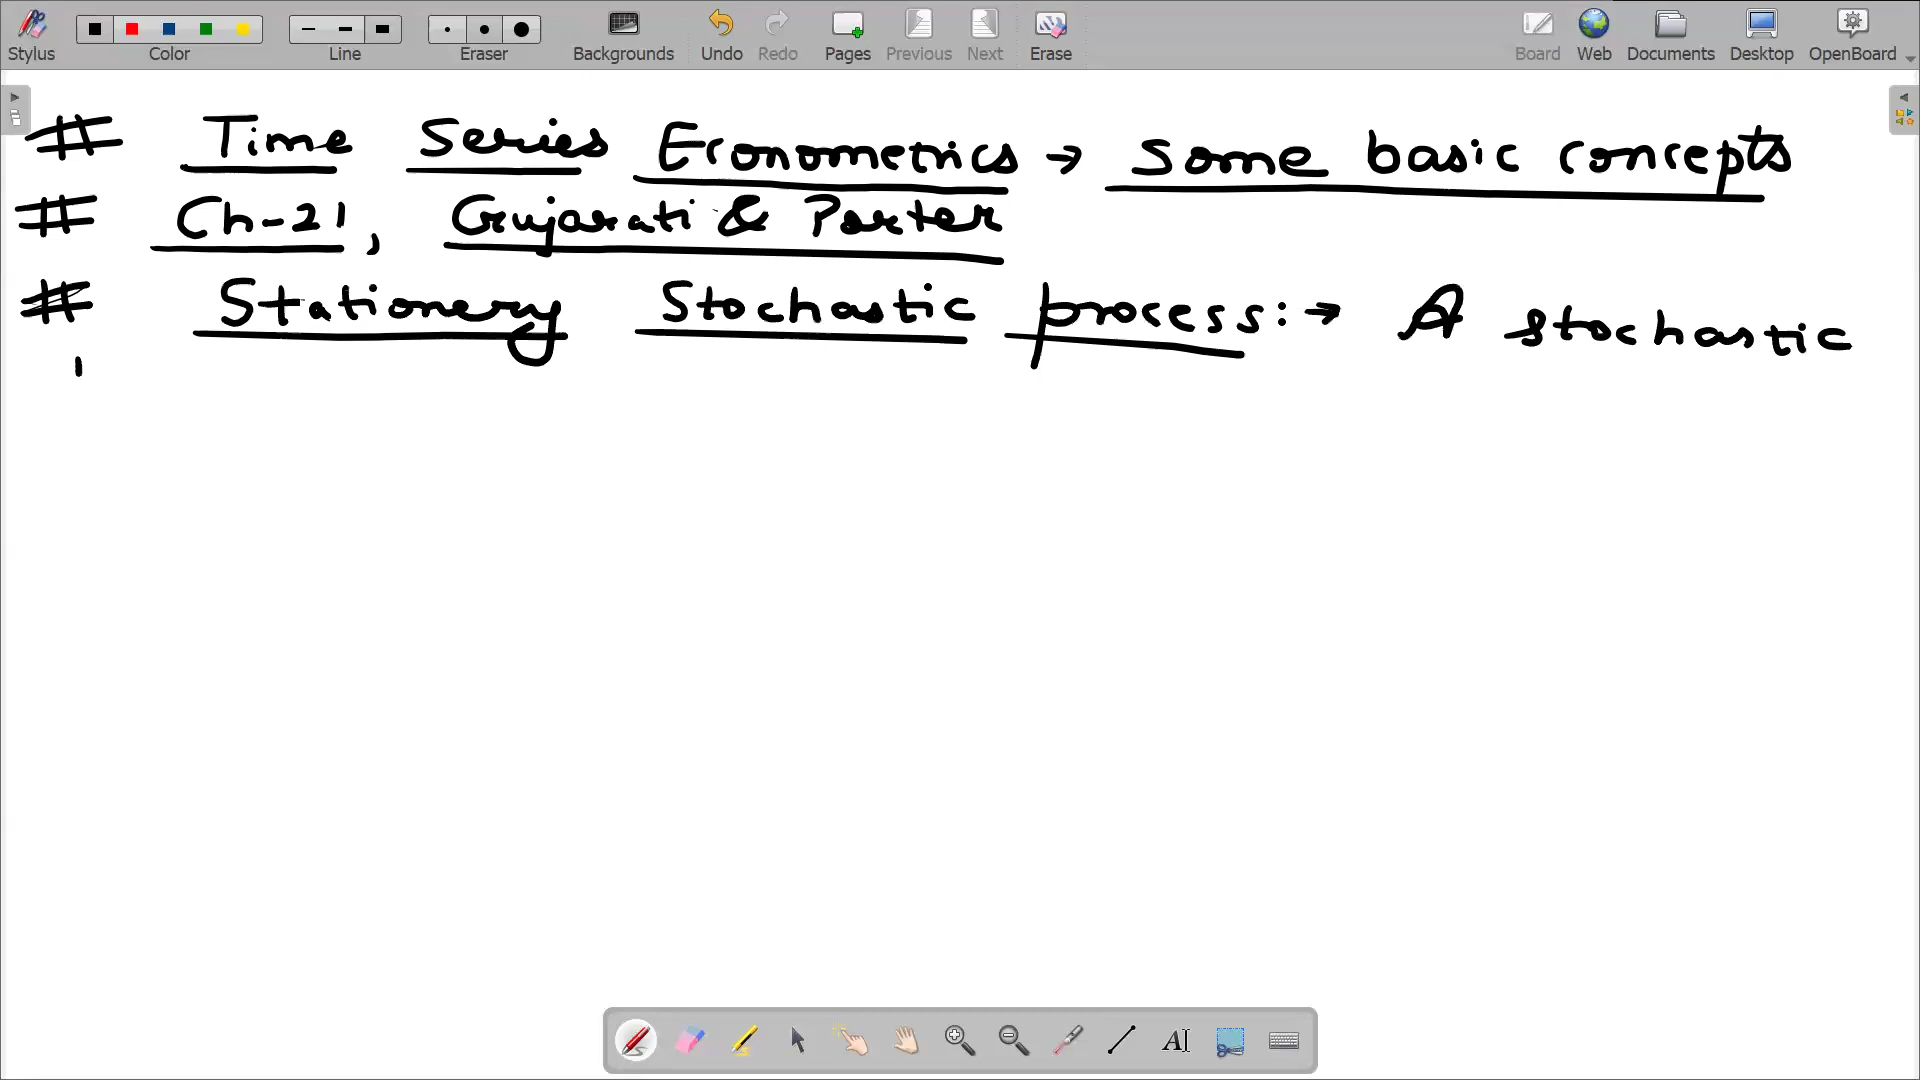 Stylus Color Line Eraser Backgrounds Undo Redo Pages Previous Next Erase Board Web Documents Desktop OpenBoard
# Time Series Econometrics → Some basic concepts
# Ch-21, Gujarati & Porter
# Stationery Stochastic process:→ A stochastic